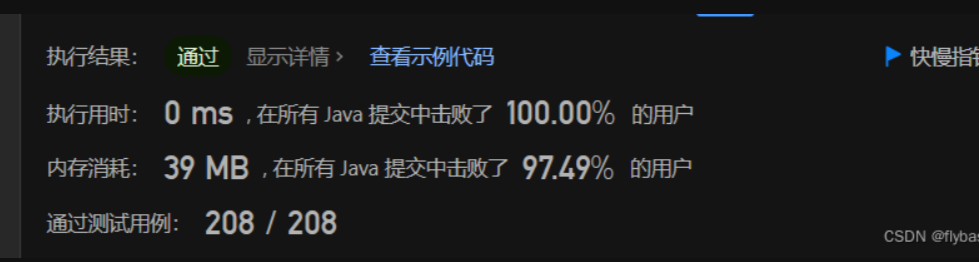 执行结果： 通过 显示详情 › 查看示例代码 快慢指
执行用时： 0 ms ，在所有 Java 提交中击败了 100.00% 的用户
内存消耗： 39 MB ，在所有 Java 提交中击败了 97.49% 的用户
通过测试用例： 208 / 208
CSDN @flybas